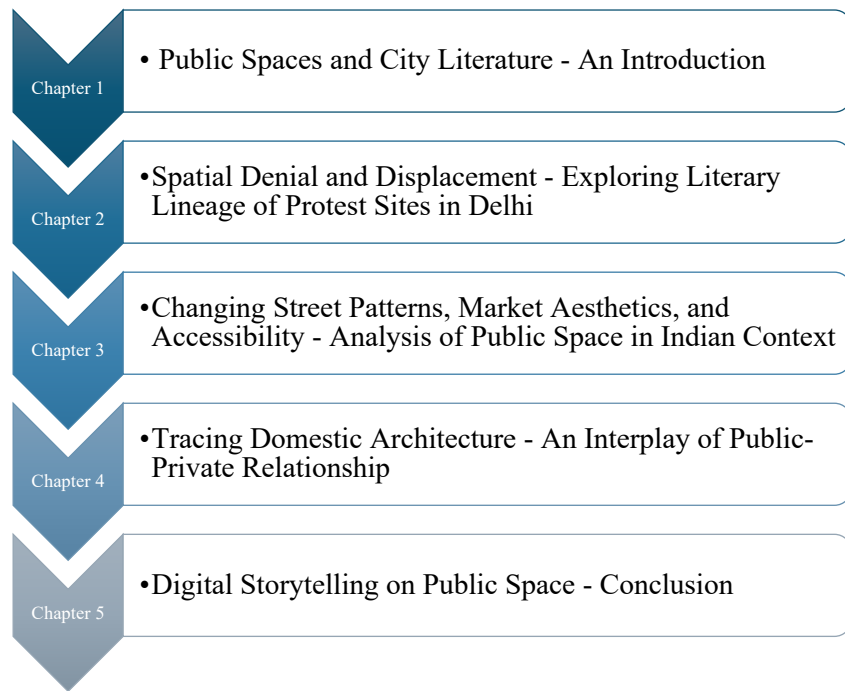 Chapter 1
• Public Spaces and City Literature - An Introduction
Chapter 2
•Spatial Denial and Displacement - Exploring Literary
Lineage of Protest Sites in Delhi
Chapter 3
•Changing Street Patterns, Market Aesthetics, and
Accessibility - Analysis of Public Space in Indian Context
Chapter 4
•Tracing Domestic Architecture - An Interplay of Public-
Private Relationship
Chapter 5
•Digital Storytelling on Public Space - Conclusion